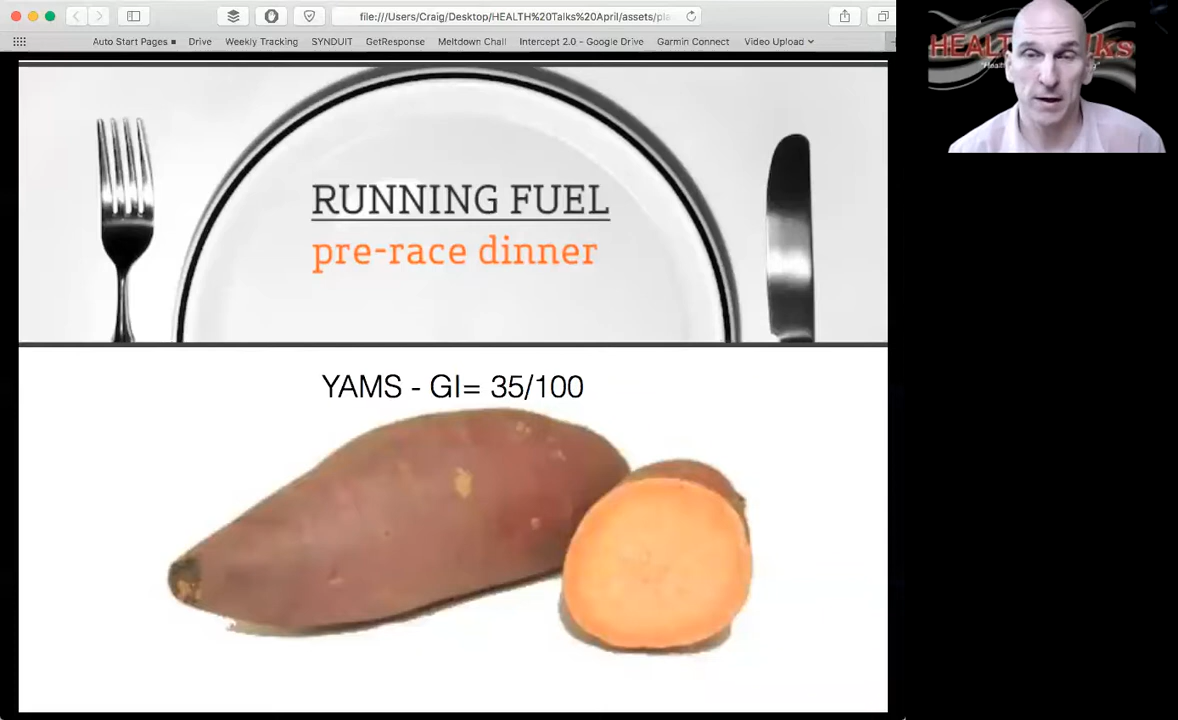 file:///Users/Craig/Desktop/HEALTH%20Talks%20April/assets/pla
Auto Start Pages Drive Weekly Tracking SYNDUIT GetResponse Meltdown Chall Intercept 2.0 - Google Drive Garmin Connect Video Upload
RUNNING FUEL
pre-race dinner
YAMS - GI= 35/100